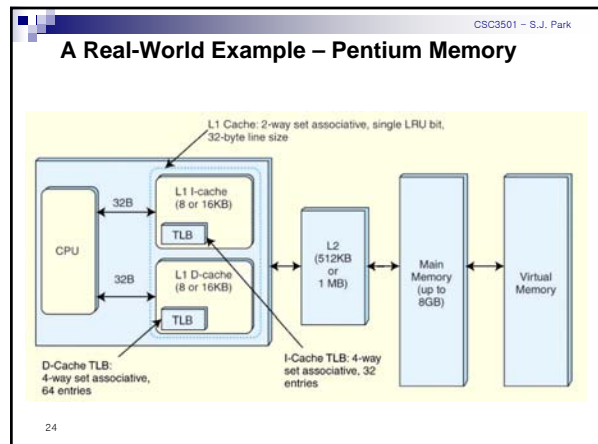 CSC3501 – S.J. Park
A Real-World Example – Pentium Memory
L1 Cache: 2-way set associative, single LRU bit,
32-byte line size
CPU
32B
32B
L1 I-cache
(8 or 16KB)
TLB
L1 D-cache
(8 or 16KB)
TLB
L2
(512KB
or
1 MB)
Main
Memory
(up to
8GB)
Virtual
Memory
D-Cache TLB:
4-way set associative,
64 entries
I-Cache TLB: 4-way
set associative, 32
entries
24